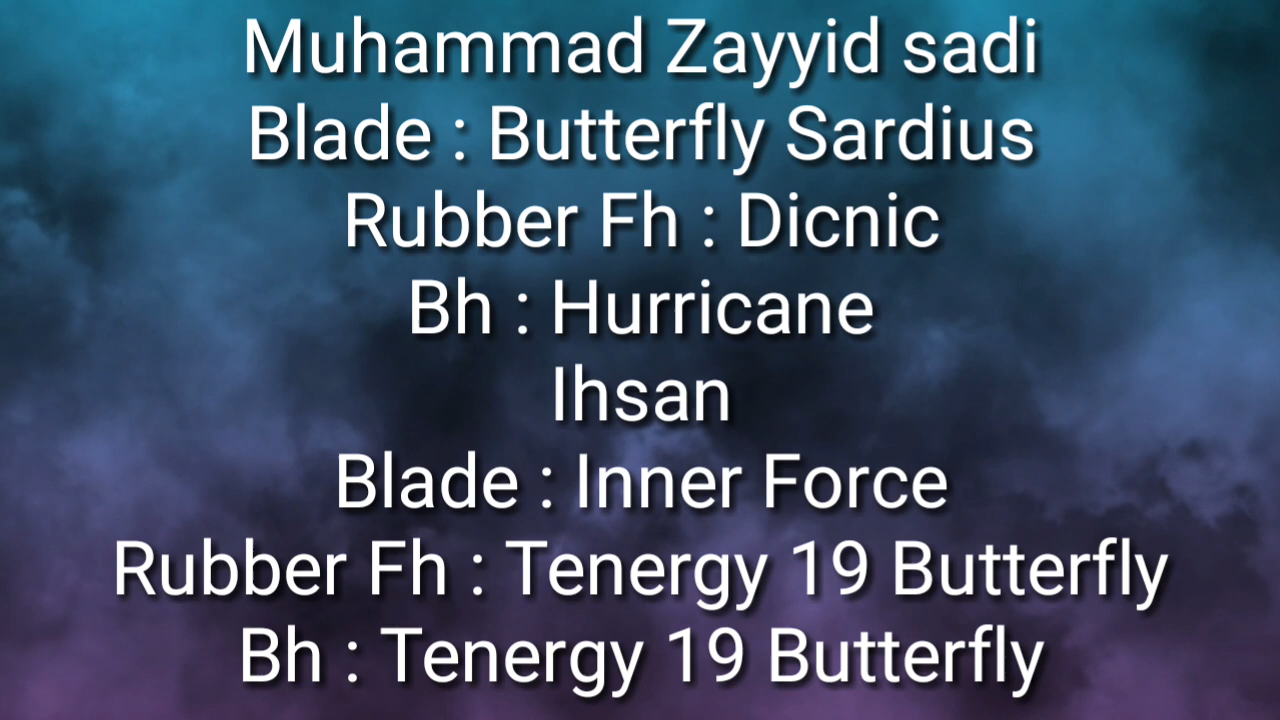 Muhammad Zayyid sadi
Blade : Butterfly Sardius
Rubber Fh : Dicnic
Bh : Hurricane
Ihsan
Blade : Inner Force
Rubber Fh : Tenergy 19 Butterfly
Bh : Tenergy 19 Butterfly